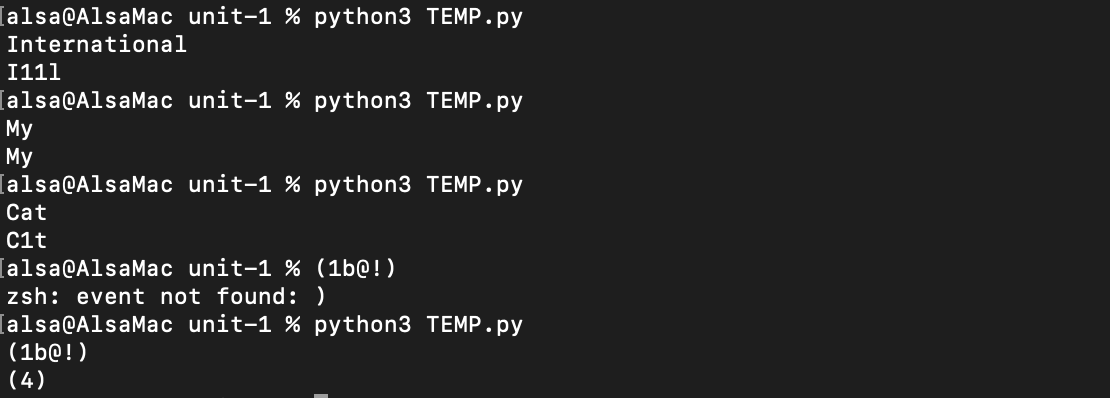 [alsa@AlsaMac unit-1 % python3 TEMP.py
International
I11l
[alsa@AlsaMac unit-1 % python3 TEMP.py
My
My
[alsa@AlsaMac unit-1 % python3 TEMP.py
Cat
C1t
[alsa@AlsaMac unit-1 % (1b@!)
zsh: event not found: )
[alsa@AlsaMac unit-1 % python3 TEMP.py
(1b@!)
(4)